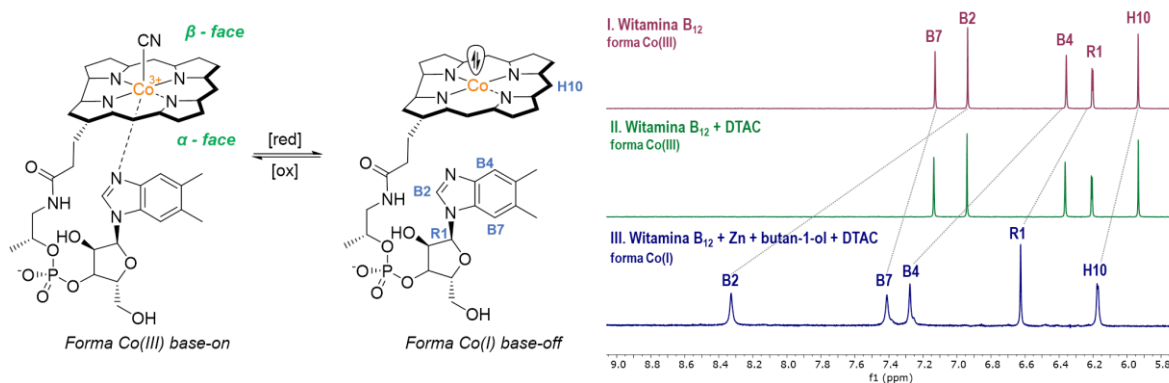 β - face
CN
3+
Co
N
N
N
N
α - face
O
NH
N
N
HO
O
O
P
⁻O
O
O
OH
Forma Co(III) base-on
[red]
[ox]
Co
N
N
N
N
H10
O
NH
N
B4
B2
N
B7
R1
HO
O
O
P
⁻O
O
O
OH
Forma Co(I) base-off
I. Witamina B₁₂
forma Co(III)
B7
B2
B4
R1
H10
II. Witamina B₁₂ + DTAC
forma Co(III)
III. Witamina B₁₂ + Zn + butan-1-ol + DTAC
forma Co(I)
B2
B7
B4
R1
H10
9.0 8.8 8.6 8.4 8.2 8.0 7.8 7.6 7.4 7.2 7.0 6.8 6.6 6.4 6.2 6.0 5.8
f1 (ppm)